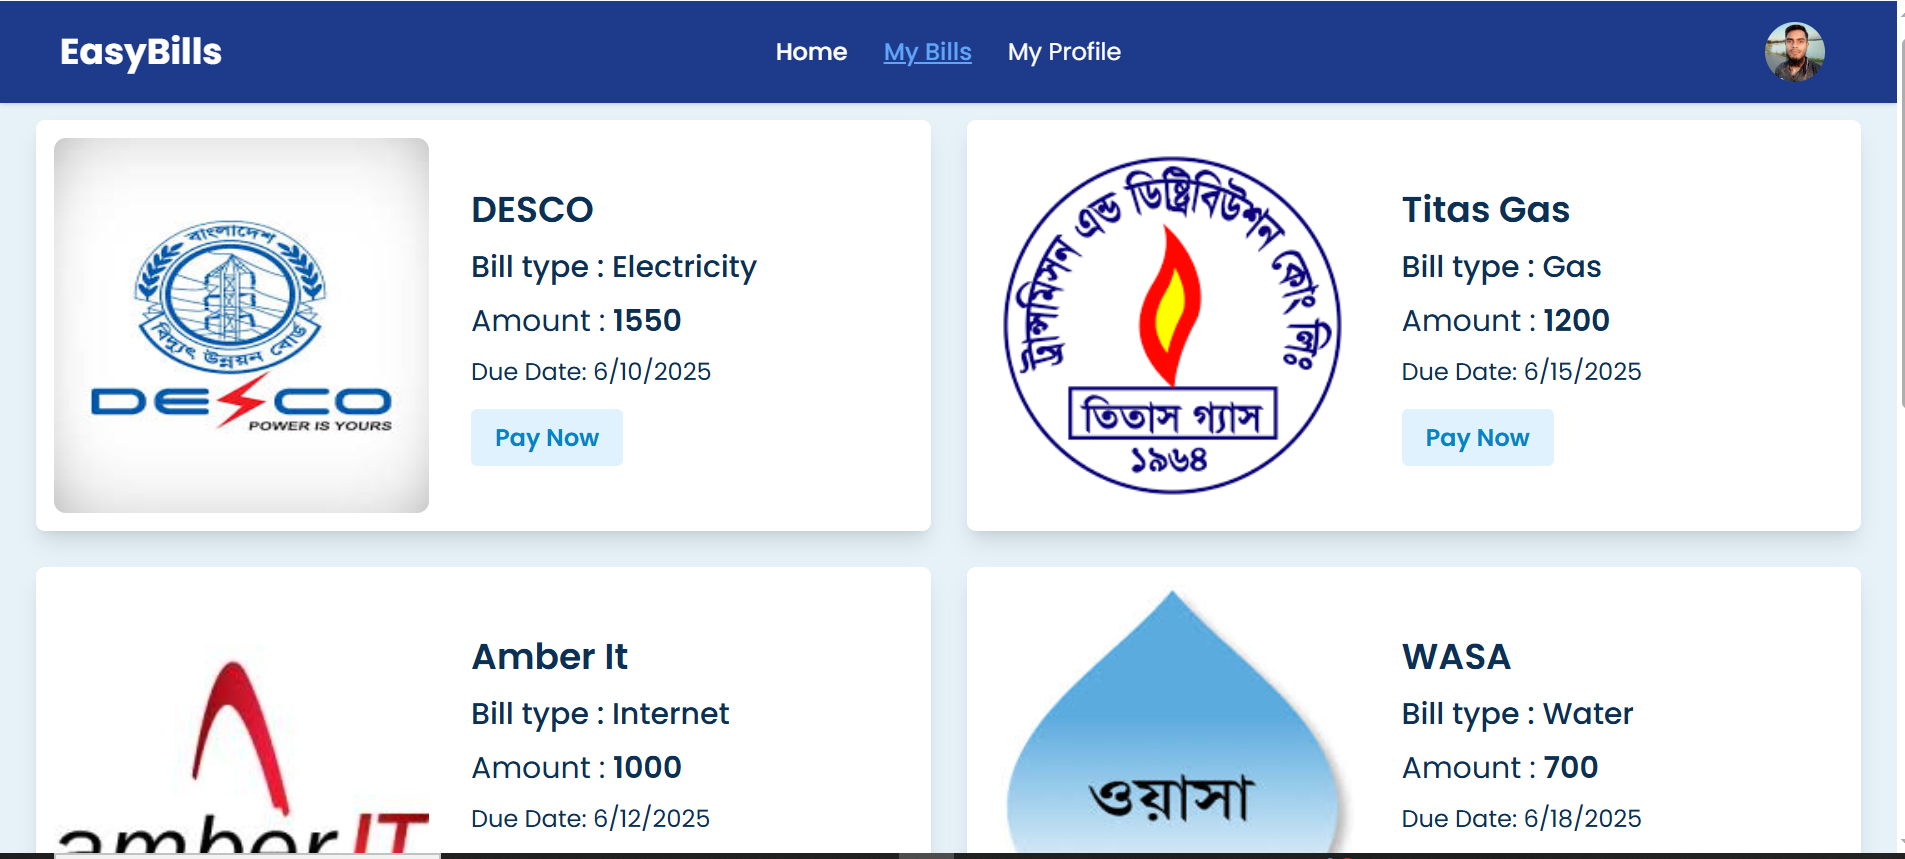 EasyBills
Home
My Bills
My Profile
বাংলাদেশ
বিদ্যুৎ উন্নয়ন বোর্ড
DESCO
POWER IS YOURS
DESCO
Bill type : Electricity
Amount : 1550
Due Date: 6/10/2025
Pay Now
ট্রান্সমিসন এন্ড ডিষ্ট্রিবিউশন কোং লিঃ
তিতাস গ্যাস
১৯৬৪
Titas Gas
Bill type : Gas
Amount : 1200
Due Date: 6/15/2025
Pay Now
amber IT
Amber It
Bill type : Internet
Amount : 1000
Due Date: 6/12/2025
ওয়াসা
WASA
Bill type : Water
Amount : 700
Due Date: 6/18/2025